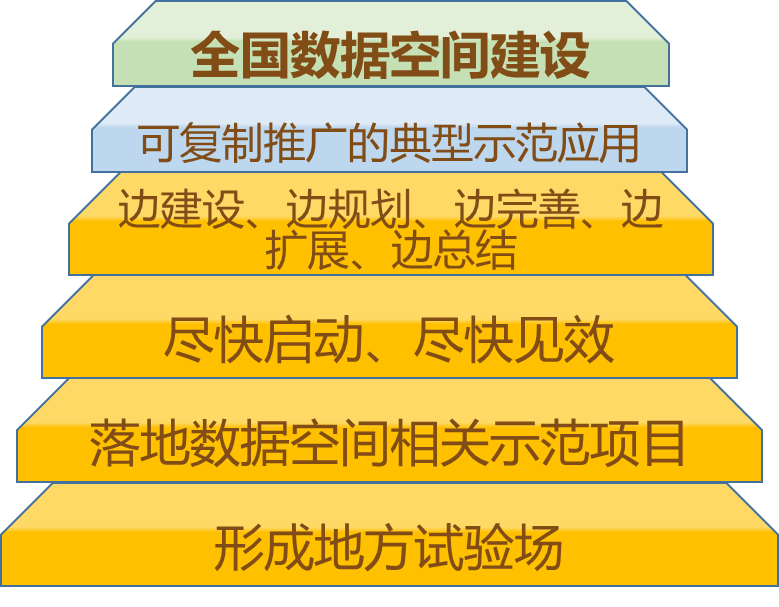 全国数据空间建设
可复制推广的典型示范应用
边建设、边规划、边完善、边
扩展、边总结
尽快启动、尽快见效
落地数据空间相关示范项目
形成地方试验场